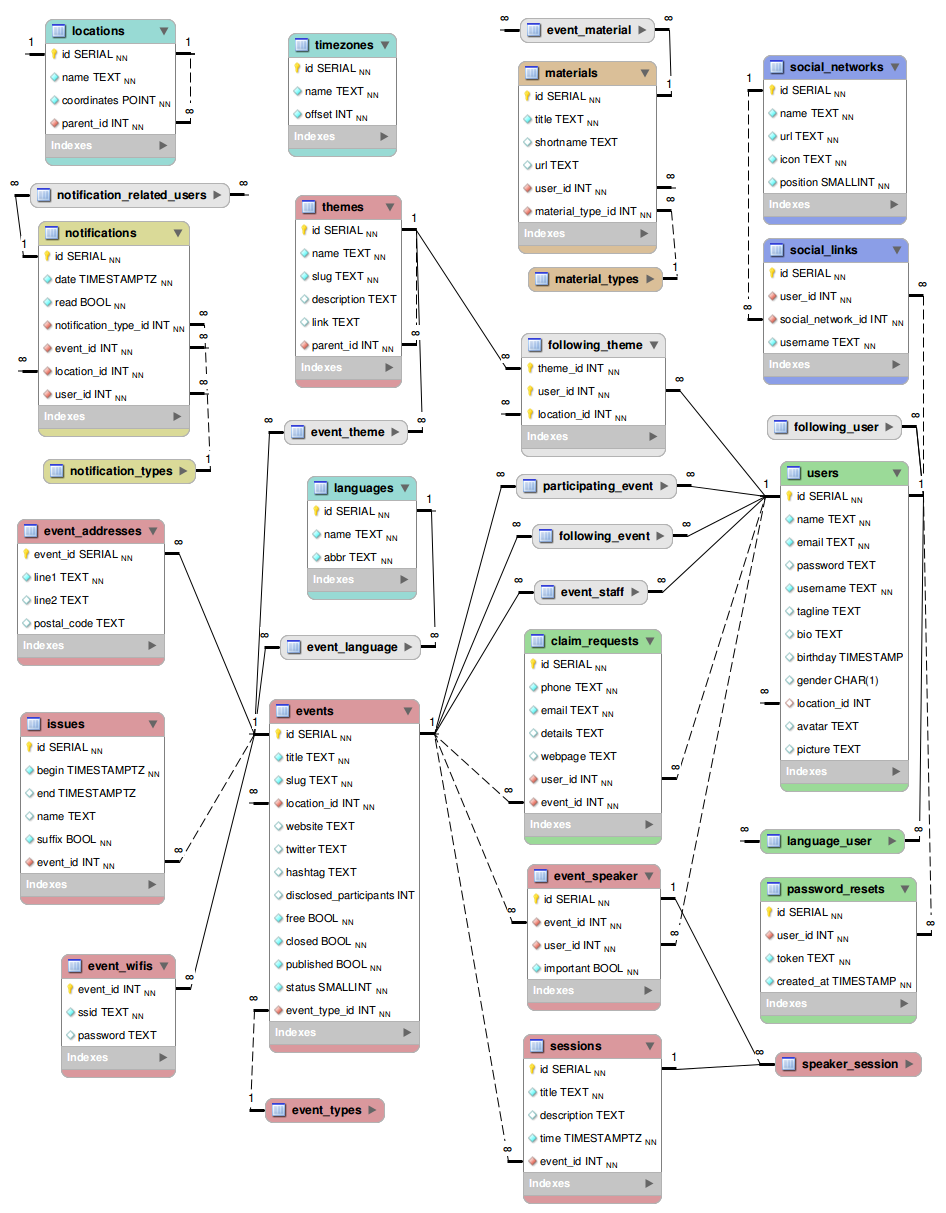 locations
id SERIAL NN
name TEXT NN
coordinates POINT NN
parent_id INT NN
Indexes
1
1
∞
timezones
id SERIAL NN
name TEXT NN
offset INT NN
Indexes
∞
event_material
∞
materials
id SERIAL NN
title TEXT NN
shortname TEXT
url TEXT
user_id INT NN
material_type_id INT NN
Indexes
1
∞
∞
material_types
1
social_networks
id SERIAL NN
name TEXT NN
url TEXT NN
icon TEXT NN
position SMALLINT NN
Indexes
1
social_links
id SERIAL NN
user_id INT NN
social_network_id INT NN
username TEXT NN
Indexes
∞
∞
∞
notification_related_users
∞
notifications
id SERIAL NN
date TIMESTAMPTZ NN
read BOOL NN
notification_type_id INT NN
event_id INT NN
location_id INT NN
user_id INT NN
Indexes
1
∞
∞
∞
∞
notification_types
1
themes
id SERIAL NN
name TEXT NN
slug TEXT NN
description TEXT
link TEXT
parent_id INT NN
Indexes
1
∞
following_theme
theme_id INT NN
user_id INT NN
location_id INT NN
Indexes
∞
∞
∞
∞
event_theme
∞
following_user
∞
languages
id SERIAL NN
name TEXT NN
abbr TEXT NN
Indexes
1
∞
participating_event
∞
∞
following_event
∞
∞
event_staff
∞
users
id SERIAL NN
name TEXT NN
email TEXT NN
password TEXT
username TEXT NN
tagline TEXT
bio TEXT
birthday TIMESTAMP
gender CHAR(1)
location_id INT
avatar TEXT
picture TEXT
Indexes
1
1
∞
event_addresses
event_id SERIAL NN
line1 TEXT NN
line2 TEXT
postal_code TEXT
Indexes
∞
∞
event_language
∞
claim_requests
id SERIAL NN
phone TEXT NN
email TEXT NN
details TEXT
webpage TEXT
user_id INT NN
event_id INT NN
Indexes
∞
∞
issues
id SERIAL NN
begin TIMESTAMPTZ NN
end TIMESTAMPTZ
name TEXT
suffix BOOL NN
event_id INT NN
Indexes
∞
events
id SERIAL NN
title TEXT NN
slug TEXT NN
location_id INT NN
website TEXT
twitter TEXT
hashtag TEXT
disclosed_participants INT
free BOOL NN
closed BOOL NN
published BOOL NN
status SMALLINT NN
event_type_id INT NN
Indexes
1
1
∞
∞
∞
language_user
∞
event_speaker
id SERIAL NN
event_id INT NN
user_id INT NN
important BOOL NN
Indexes
1
∞
∞
password_resets
id SERIAL NN
user_id INT NN
token TEXT NN
created_at TIMESTAMP NN
Indexes
∞
event_wifis
event_id INT NN
ssid TEXT NN
password TEXT
Indexes
∞
1
event_types
sessions
id SERIAL NN
title TEXT NN
description TEXT
time TIMESTAMPTZ NN
event_id INT NN
Indexes
1
∞
∞
speaker_session